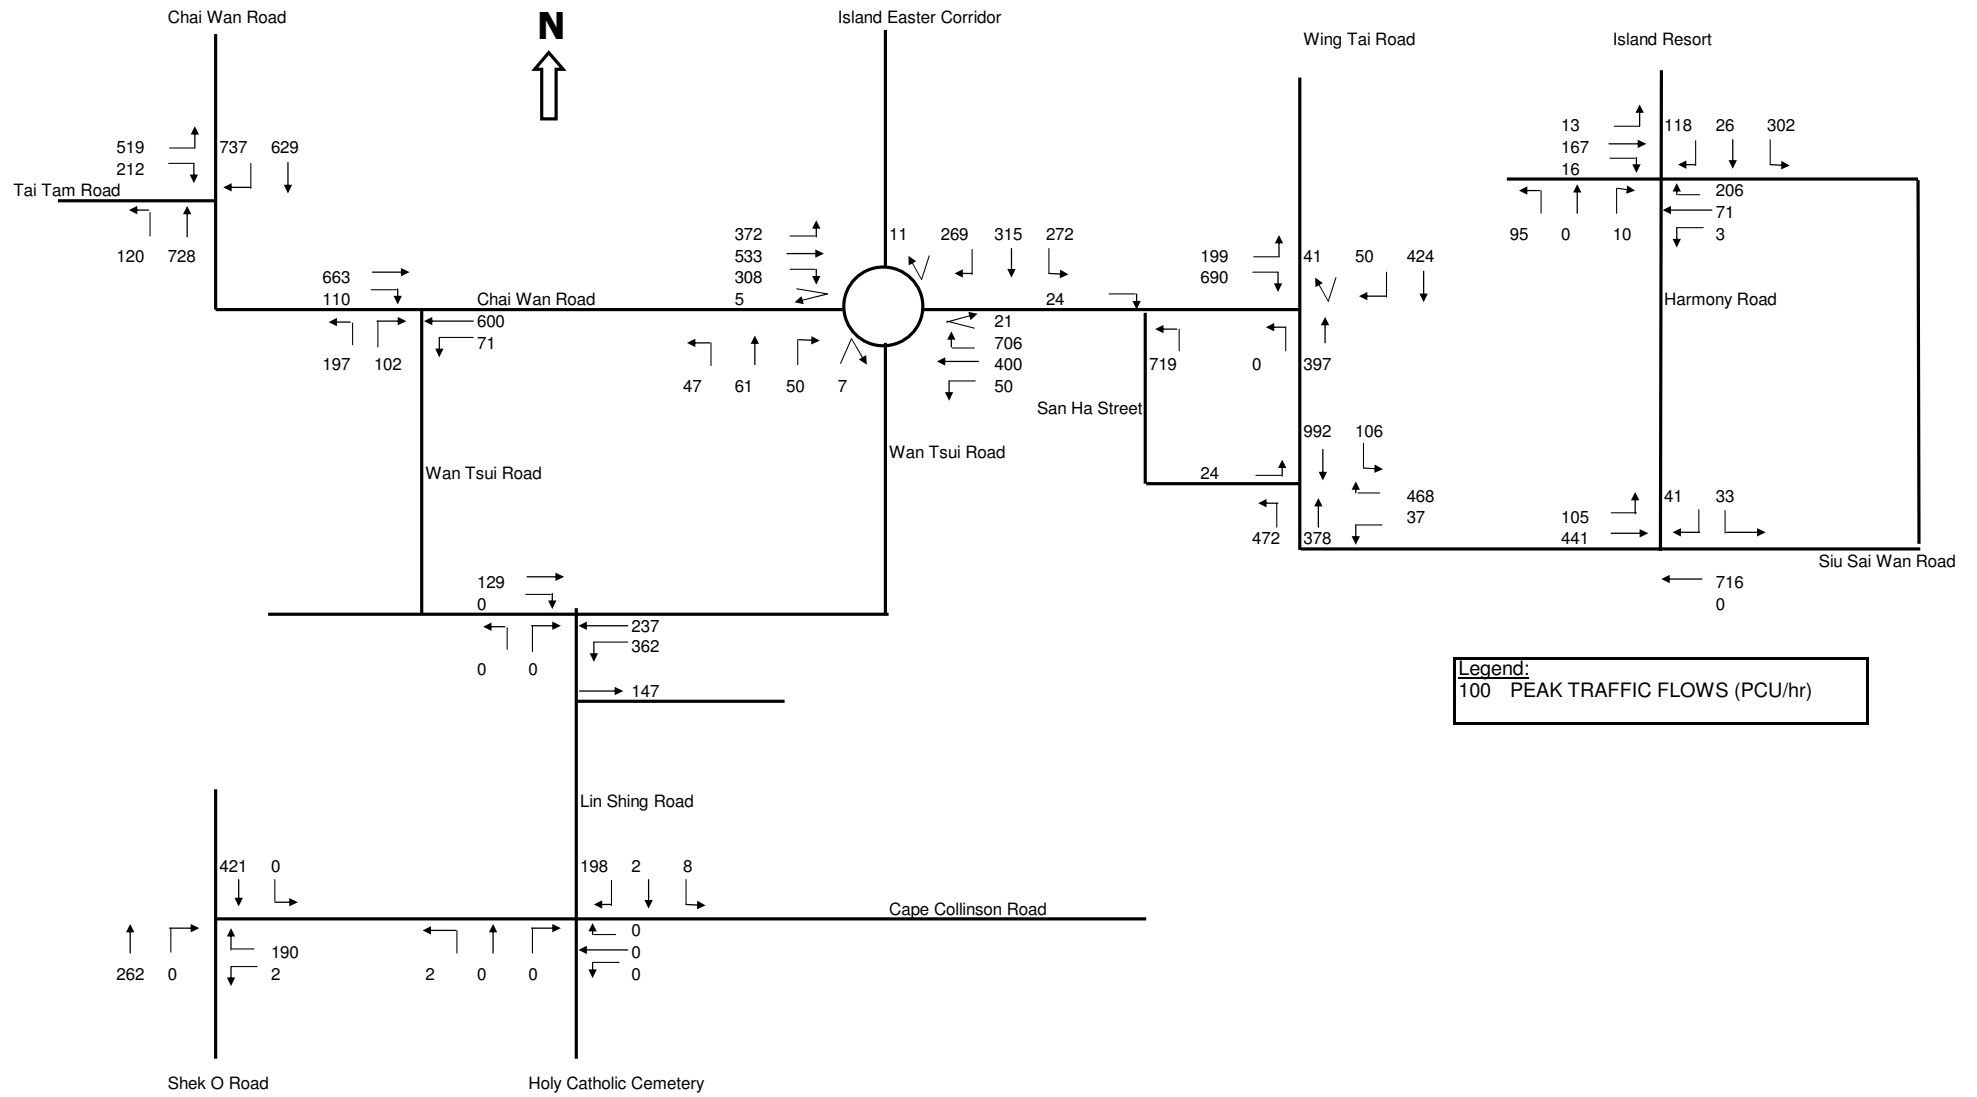 Chai Wan Road
N
Island Easter Corridor
Wing Tai Road
Island Resort
519
212
737 629
Tai Tam Road
120 728
13
167
16
118 26 302
206
71
3
95 0 10
372
533
308
5
11 269 315 272
199
690
41 50 424
663
110
Chai Wan Road
600
71
197 102
24
21
706
400
50
47 61 50 7
719
0 397
Harmony Road
San Ha Street
Wan Tsui Road
Wan Tsui Road
992 106
24
468
37
472 378
105
441
41 33
Siu Sai Wan Road
716
0
129
0
237
362
0 0
147
Legend:
100 PEAK TRAFFIC FLOWS (PCU/hr)
Lin Shing Road
421 0
198 2 8
Cape Collinson Road
190
2
262 0
2 0 0
0
0
0
Shek O Road
Holy Catholic Cemetery